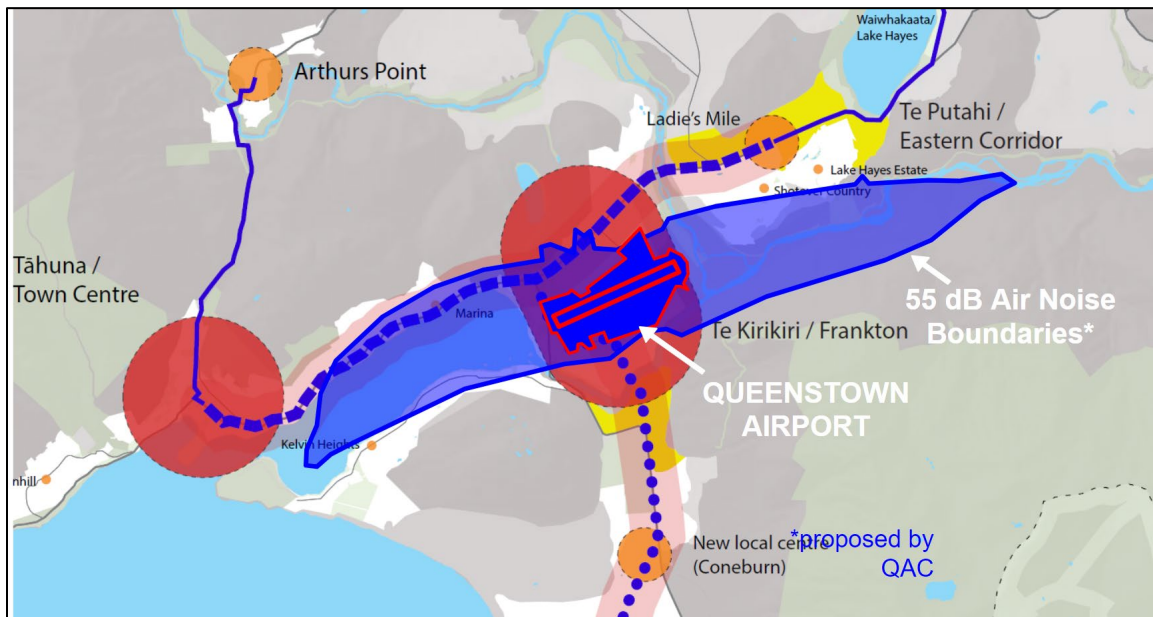 Waiwhakaata/
Lake Hayes
Arthurs Point
Ladie's Mile
Te Putahi /
Eastern Corridor
Lake Hayes Estate
Shotover Country
Tāhuna /
Town Centre
Marina
55 dB Air Noise
Boundaries*
Te Kirikiri / Frankton
QUEENSTOWN
AIRPORT
Kelvin Heights
nhill
New local centre
(Coneburn)
*proposed by
QAC